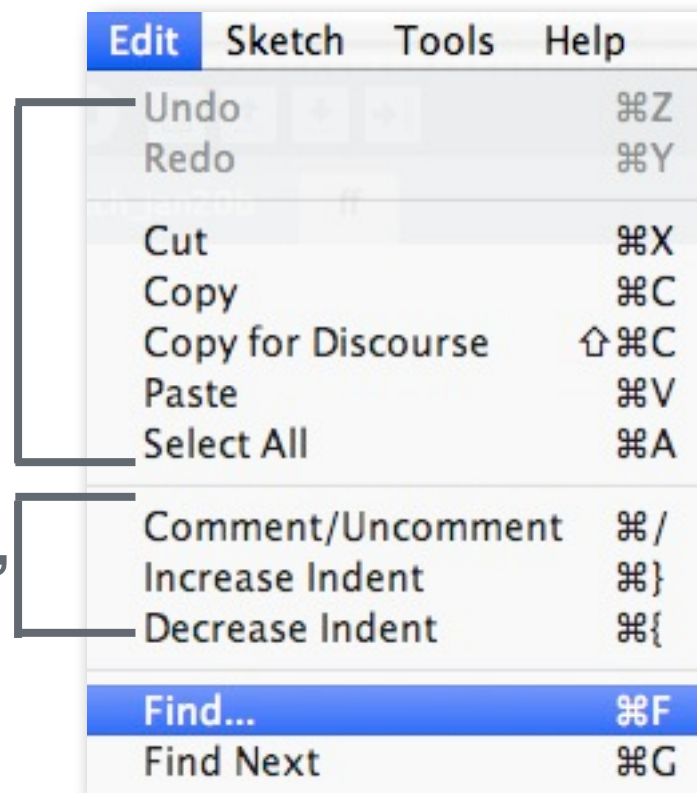 Edit Sketch Tools Help
Undo ⌘Z
Redo ⌘Y
Cut ⌘X
Copy ⌘C
Copy for Discourse ⇧⌘C
Paste ⌘V
Select All ⌘A
Comment/Uncomment ⌘/
Increase Indent ⌘}
Decrease Indent ⌘{
Find... ⌘F
Find Next ⌘G